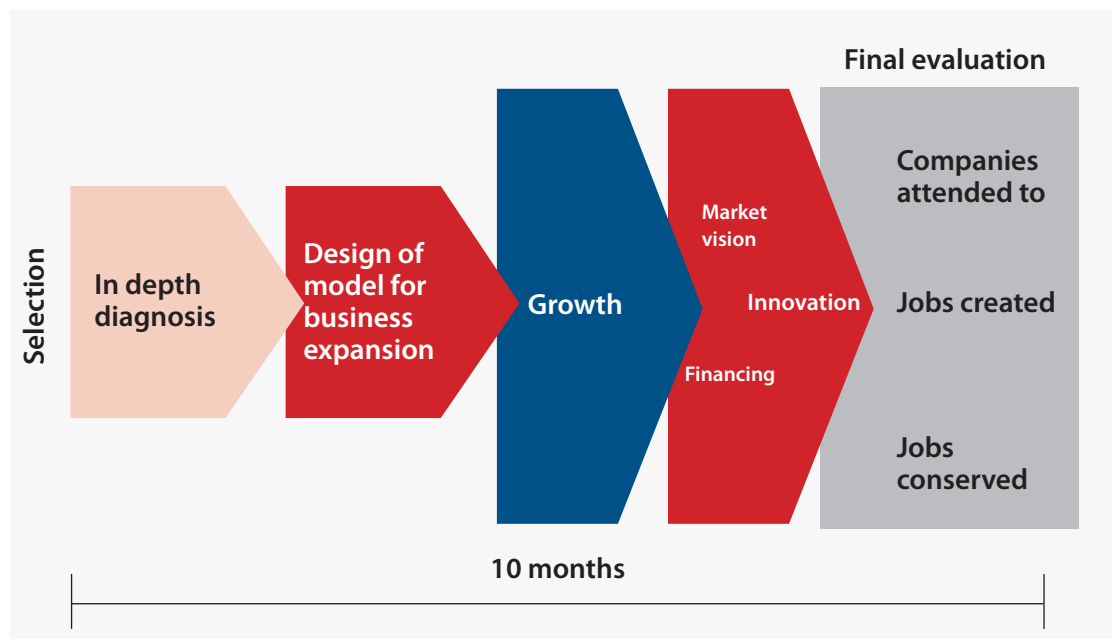 Selection
In depth
diagnosis
Design of
model for
business
expansion
Growth
Market
vision
Innovation
Financing
Final evaluation
Companies
attended to
Jobs created
Jobs
conserved
10 months